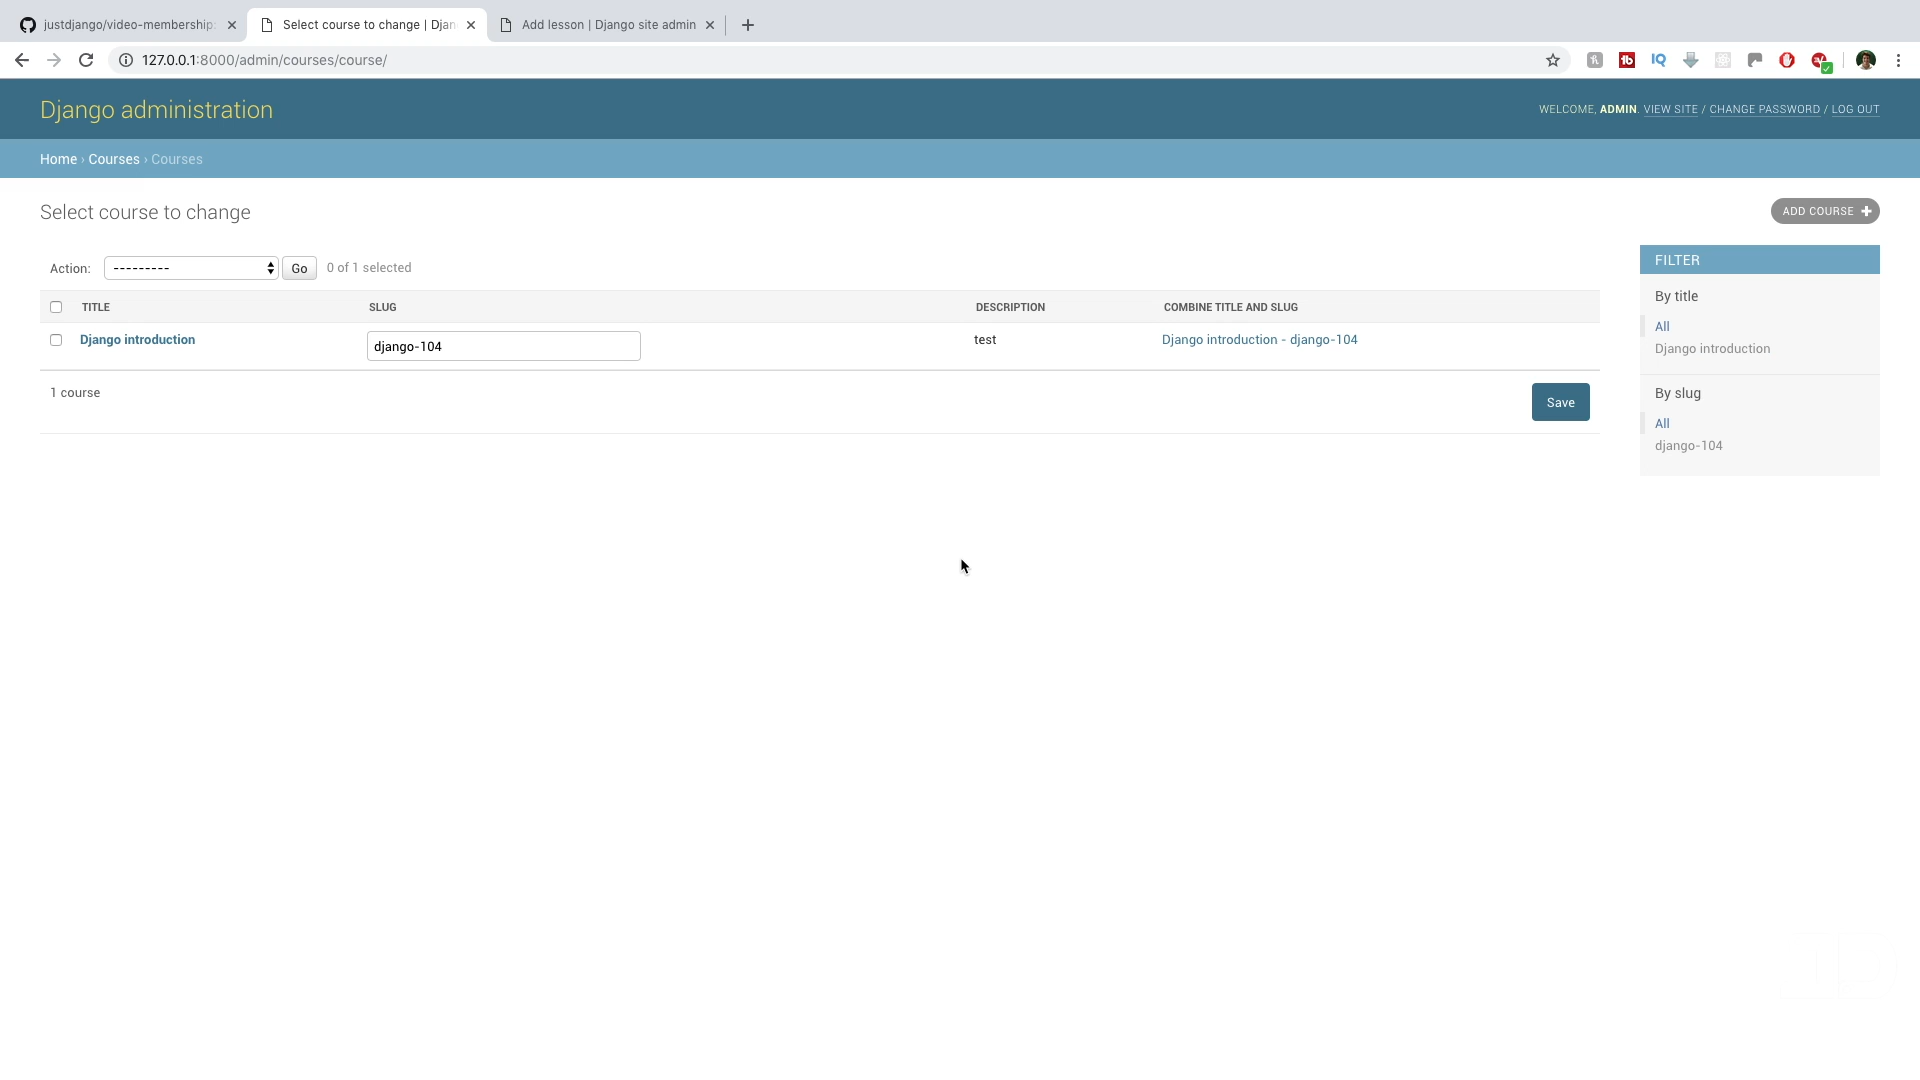 justdjango/video-membership:
Select course to change | Djan
Add lesson | Django site admin
127.0.0.1:8000/admin/courses/course/
Django administration
WELCOME, ADMIN. VIEW SITE / CHANGE PASSWORD / LOG OUT
Home › Courses › Courses
Select course to change
ADD COURSE
Action: --------- Go 0 of 1 selected
TITLE SLUG DESCRIPTION COMBINE TITLE AND SLUG
Django introduction django-104 test Django introduction - django-104
1 course
Save
FILTER
By title
All
Django introduction
By slug
All
django-104